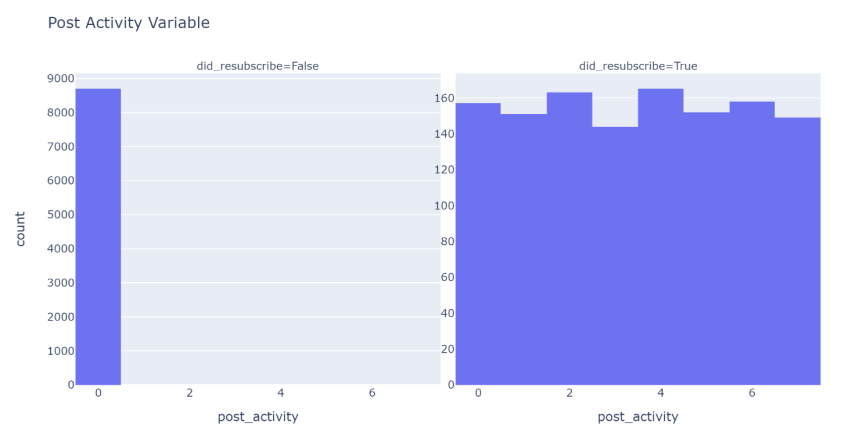 Post Activity Variable
did_resubscribe=False
did_resubscribe=True
9000
8000
7000
6000
5000
4000
3000
2000
1000
0
160
140
120
100
80
60
40
20
0
count
0 2 4 6
0 2 4 6
post_activity
post_activity